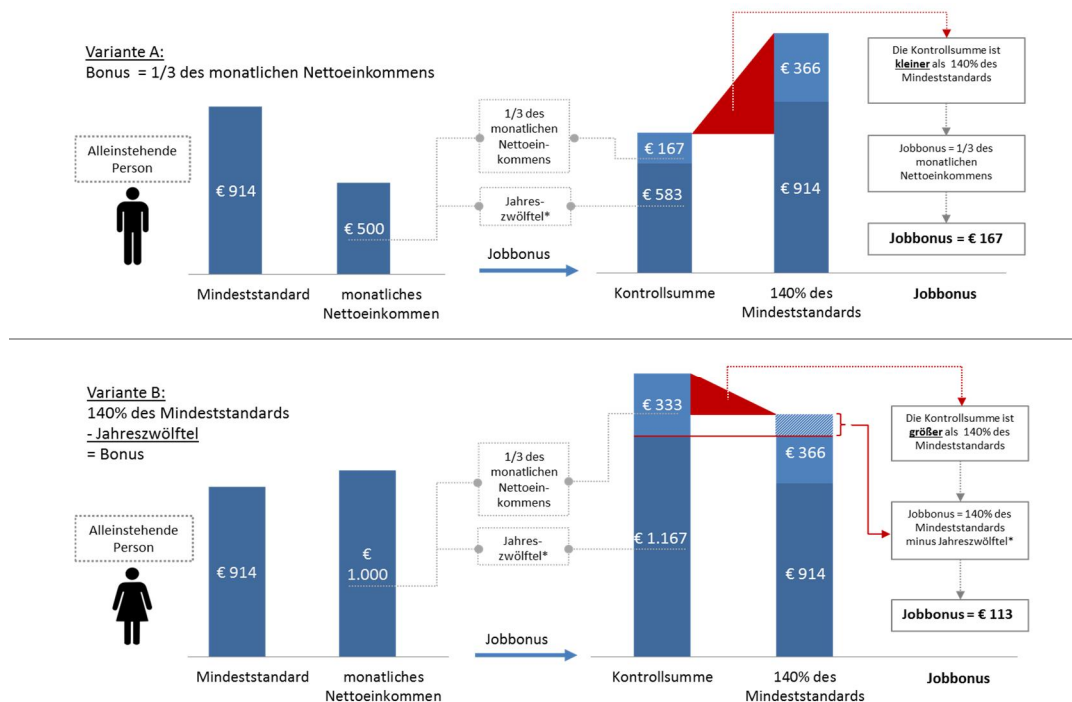 Variante A:
Bonus = 1/3 des monatlichen Nettoeinkommens
Alleinstehende
Person
€ 914
€ 500
Mindeststandard
monatliches
Nettoeinkommen
1/3 des
monatlichen
Nettoein-
kommens
Jahres-
zwölftel*
Jobbonus
€ 167
€ 583
€ 366
€ 914
Kontrollsumme
140% des
Mindeststandards
Die Kontrollsumme ist
kleiner als 140% des
Mindeststandards
Jobbonus = 1/3 des
monatlichen
Nettoeinkommens
Jobbonus = € 167
Jobbonus
Variante B:
140% des Mindeststandards
- Jahreszwölftel
= Bonus
Alleinstehende
Person
€ 914
€
1.000
Mindeststandard
monatliches
Nettoeinkommen
1/3 des
monatlichen
Nettoein-
kommens
Jahres-
zwölftel*
Jobbonus
€ 333
€ 1.167
€ 366
€ 914
Kontrollsumme
140% des
Mindeststandards
Die Kontrollsumme ist
größer als 140% des
Mindeststandards
Jobbonus = 140% des
Mindeststandards
minus Jahreszwölftel*
Jobbonus = € 113
Jobbonus